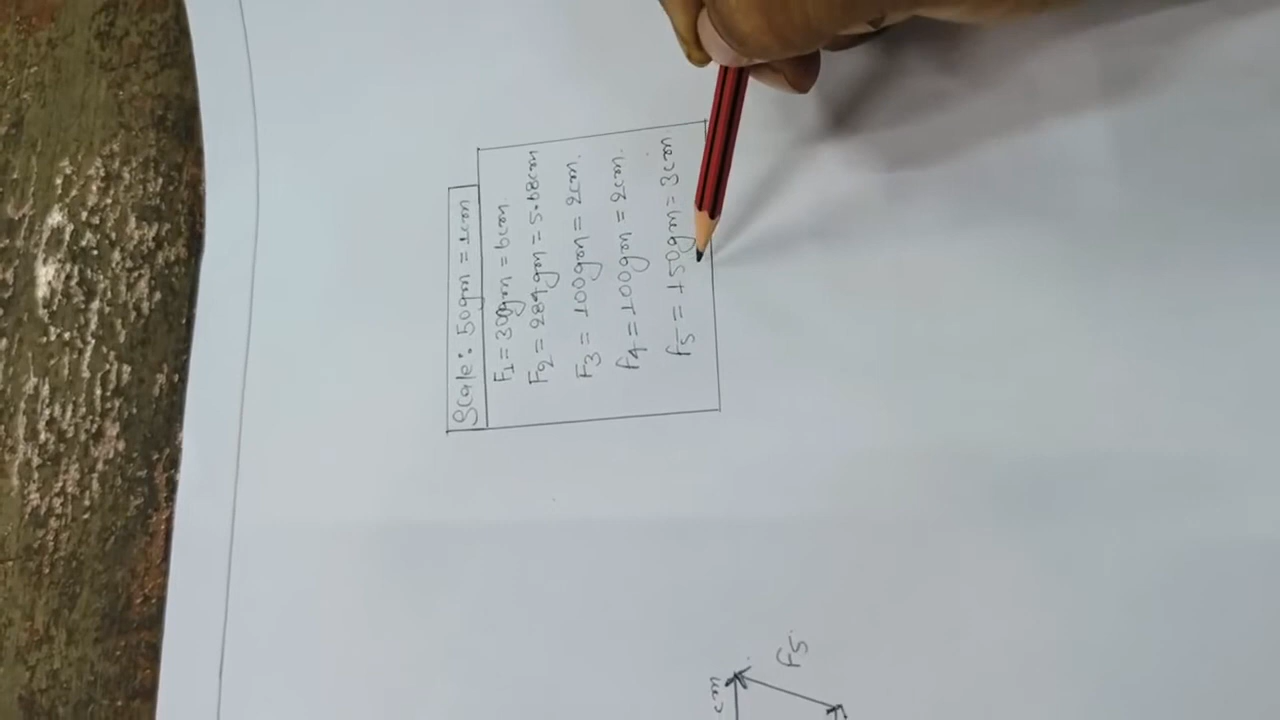 Scale: 50gm = 1cm
F1 = 300gm = 6cm.
F2 = 284gm = 5.68cm
F3 = 100gm = 2cm.
F4 = 100gm = 2cm.
F5 = 150gm = 3cm.
F5.
cm